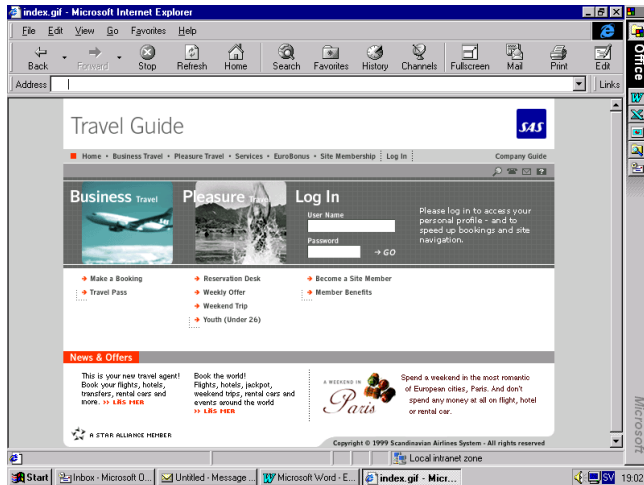 index.gif - Microsoft Internet Explorer
File Edit View Go Favorites Help
Back Forward Stop Refresh Home Search Favorites History Channels Fullscreen Mail Print Edit
Address Links
Office
Travel Guide
SAS
Home • Business Travel • Pleasure Travel • Services • EuroBonus • Site Membership Log In Company Guide
Business Travel
Pleasure Travel
Log In
User Name
Password
GO
Please log in to access your
personal profile - and to
speed up bookings and site
navigation.
Make a Booking
Travel Pass
Reservation Desk
Weekly Offer
Weekend Trip
Youth (Under 26)
Become a Site Member
Member Benefits
News & Offers
This is your new travel agent!
Book your flights, hotels,
transfers, rental cars and
more. >> LÄS MER
Book the world!
Flights, hotels, jackpot,
weekend trips, rental cars and
events around the world
>> LÄS MER
A WEEKEND IN
Paris
Spend a weekend in the most romantic
of European cities, Paris. And don't
spend any money at all on flight, hotel
or rental car.
A STAR ALLIANCE MEMBER
Copyright © 1999 Scandinavian Airlines System - All rights reserved
Microsoft
Local intranet zone
Start Inbox - Microsoft O... Untitled - Message ... Microsoft Word - E... index.gif - Micr... SV 19:02